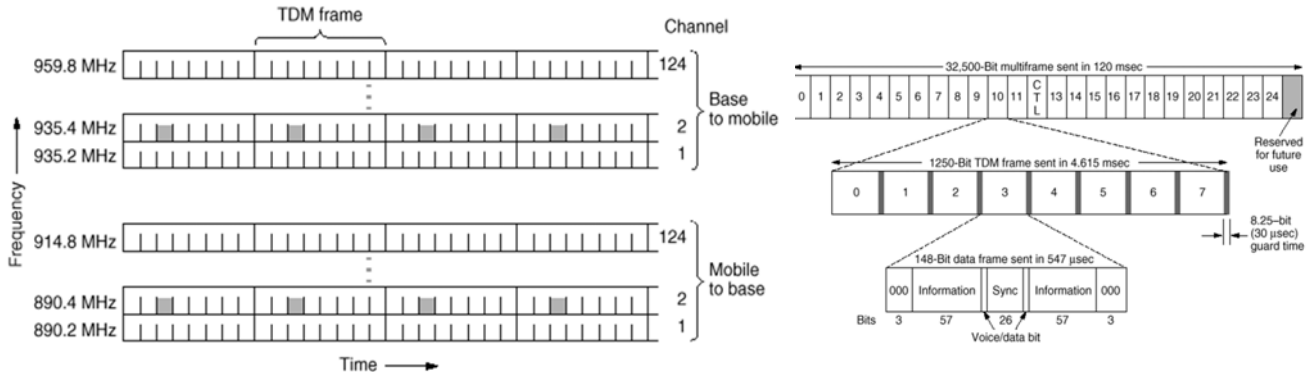 TDM frame
Channel
959.8 MHz
124
935.4 MHz
2
935.2 MHz
1
Base
to mobile
Frequency
914.8 MHz
124
890.4 MHz
2
890.2 MHz
1
Mobile
to base
Time
32,500-Bit multiframe sent in 120 msec
0 1 2 3 4 5 6 7 8 9 10 11 CTL 13 14 15 16 17 18 19 20 21 22 23 24
Reserved
for future
use
1250-Bit TDM frame sent in 4.615 msec
0 1 2 3 4 5 6 7
8.25–bit
(30 μsec)
guard time
148-Bit data frame sent in 547 μsec
000 Information Sync Information 000
Bits 3 57 26 57 3
Voice/data bit